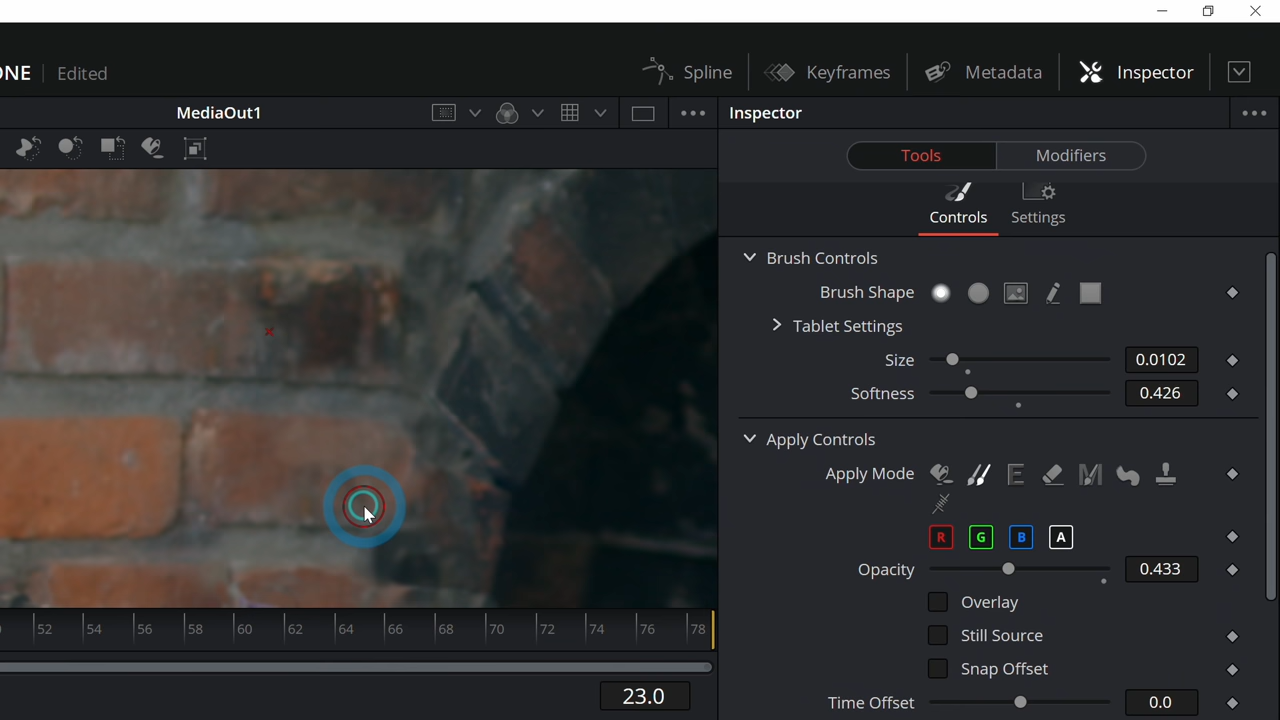 ONE Edited Spline Keyframes Metadata Inspector
MediaOut1 Inspector
Tools Modifiers
Controls Settings
Brush Controls
Brush Shape
Tablet Settings
Size 0.0102
Softness 0.426
Apply Controls
Apply Mode
R G B A
Opacity 0.433
Overlay
Still Source
Snap Offset
Time Offset 0.0
52 54 56 58 60 62 64 66 68 70 72 74 76 78
23.0